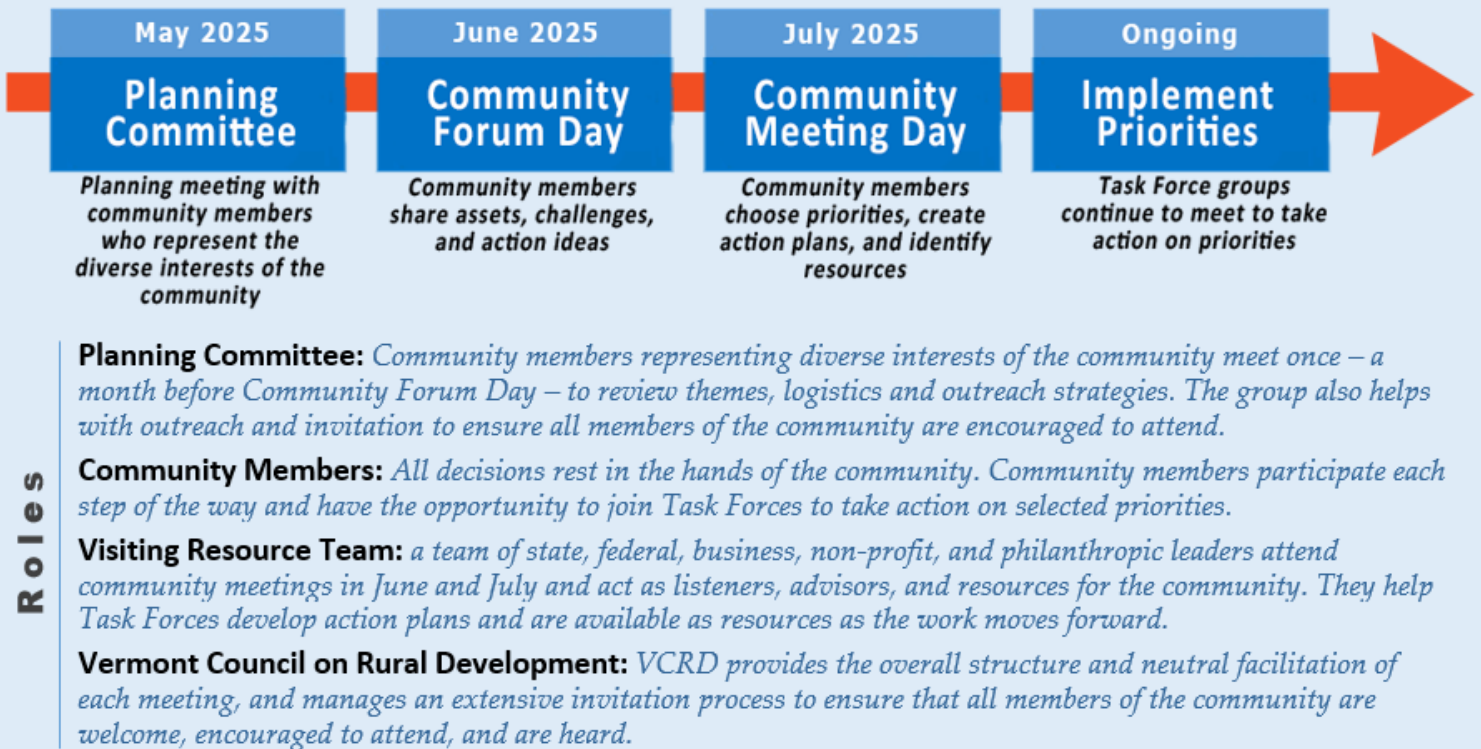 May 2025
Planning
Committee
Planning meeting with
community members
who represent the
diverse interests of the
community
June 2025
Community
Forum Day
Community members
share assets, challenges,
and action ideas
July 2025
Community
Meeting Day
Community members
choose priorities, create
action plans, and identify
resources
Ongoing
Implement
Priorities
Task Force groups
continue to meet to take
action on priorities
Roles
Planning Committee: Community members representing diverse interests of the community meet once – a
month before Community Forum Day – to review themes, logistics and outreach strategies. The group also helps
with outreach and invitation to ensure all members of the community are encouraged to attend.
Community Members: All decisions rest in the hands of the community. Community members participate each
step of the way and have the opportunity to join Task Forces to take action on selected priorities.
Visiting Resource Team: a team of state, federal, business, non-profit, and philanthropic leaders attend
community meetings in June and July and act as listeners, advisors, and resources for the community. They help
Task Forces develop action plans and are available as resources as the work moves forward.
Vermont Council on Rural Development: VCRD provides the overall structure and neutral facilitation of
each meeting, and manages an extensive invitation process to ensure that all members of the community are
welcome, encouraged to attend, and are heard.